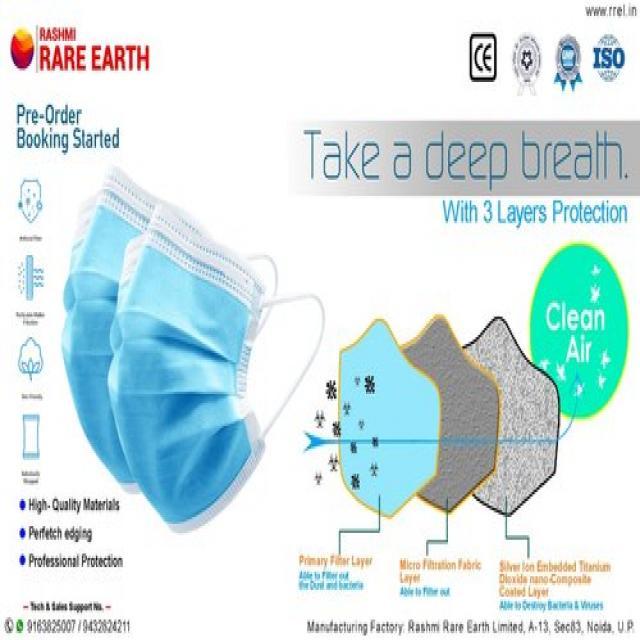 www.rrel.in
RASHMI
RARE EARTH
CE
ISO
Pre-Order
Booking Started
Take a deep breath.
With 3 Layers Protection
Clean
Air
High- Quality Materials
Perfetch edging
Professional Protection
Primary Filter Layer
Able to Filter out
the Dust and bacteria
Micro Filtration Fabric
Layer
Able to Filter out
Silver Ion Embedded Titanium
Dioxide nano-Composite
Coated Layer
Able to Destroy Bacteria & Viruses
Tech & Sales Support No.
9163825007 / 9432824211
Manufacturing Factory: Rashmi Rare Earth Limited, A-13, Sec83, Noida, U.P.